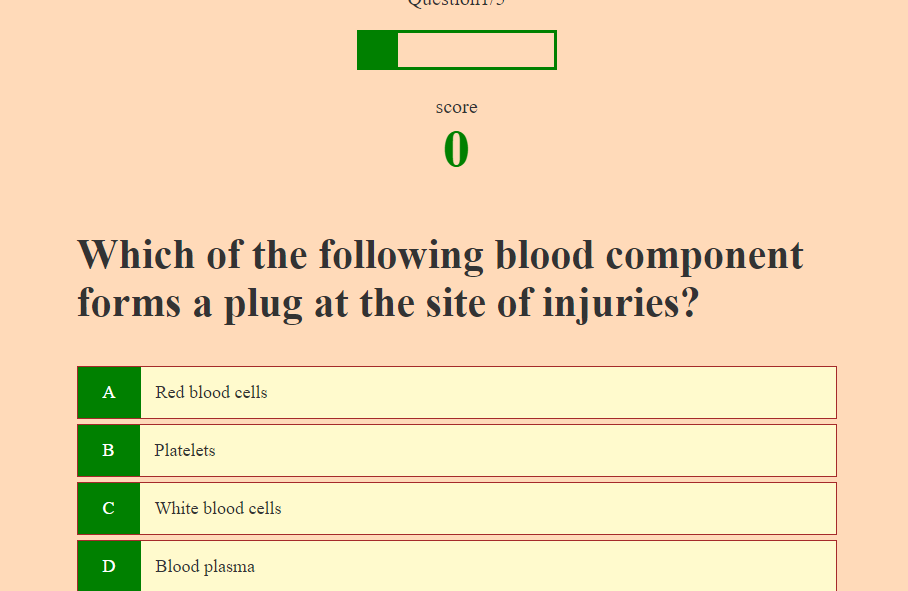 Question1/5
score
0
Which of the following blood component
forms a plug at the site of injuries?
A Red blood cells
B Platelets
C White blood cells
D Blood plasma